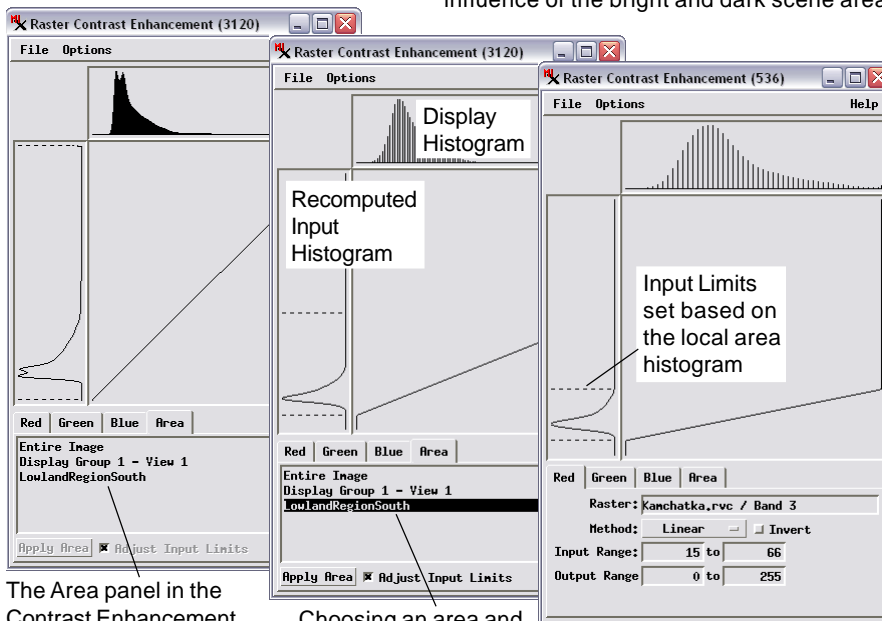 influence of the bright and dark scene area
Raster Contrast Enhancement (3120)
File Options
Red Green Blue Area
Entire Image
Display Group 1 - View 1
LowlandRegionSouth
Apply Area Adjust Input Limits
The Area panel in the
Contrast Enhancement
Raster Contrast Enhancement (3120)
File Options
Display
Histogram
Recomputed
Input
Histogram
Red Green Blue Area
Entire Image
Display Group 1 - View 1
LowlandRegionSouth
Apply Area Adjust Input Limits
Choosing an area and
Raster Contrast Enhancement (536)
File Options Help
Input Limits
set based on
the local area
histogram
Red Green Blue Area
Raster: Kamchatka.rvc / Band 3
Method: Linear Invert
Input Range: 15 to 66
Output Range 0 to 255